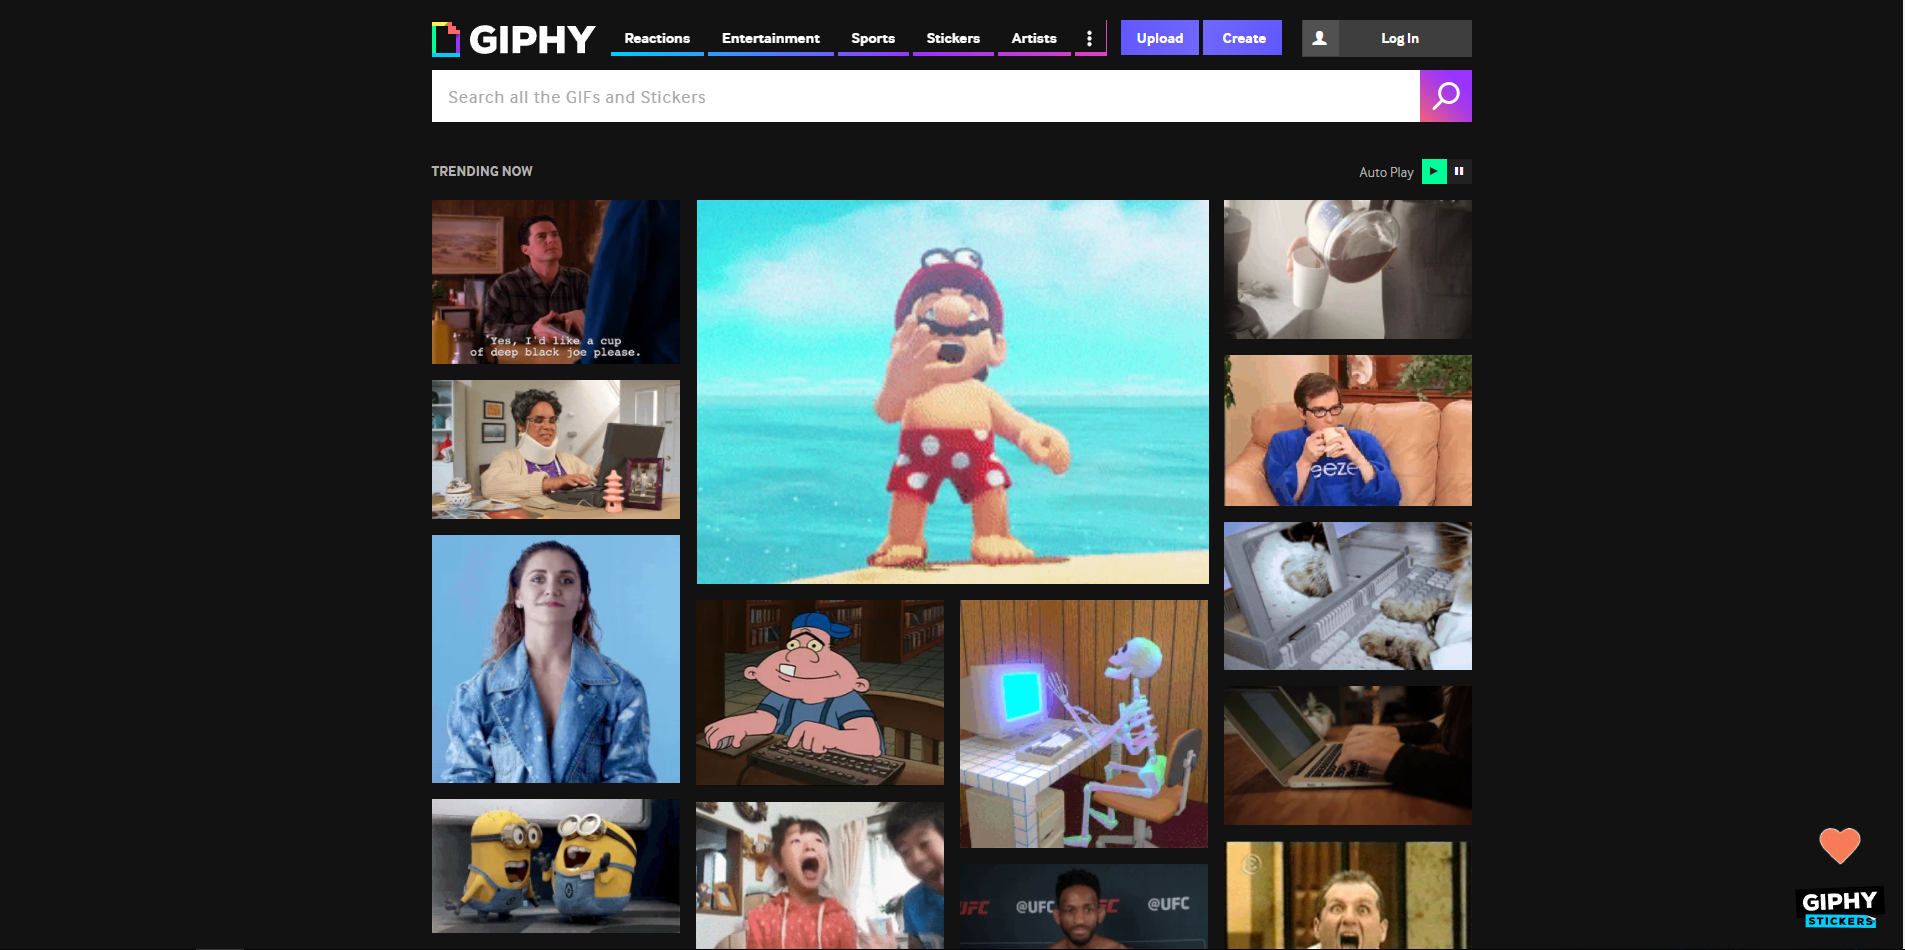 GIPHY
Reactions Entertainment Sports Stickers Artists
Upload Create
Log In
Search all the GIFs and Stickers
TRENDING NOW
Auto Play
Yes, I'd like a cup
of deep black joe please.
eeze
UFC @UFC FC @UFC
GIPHY
STICKERS